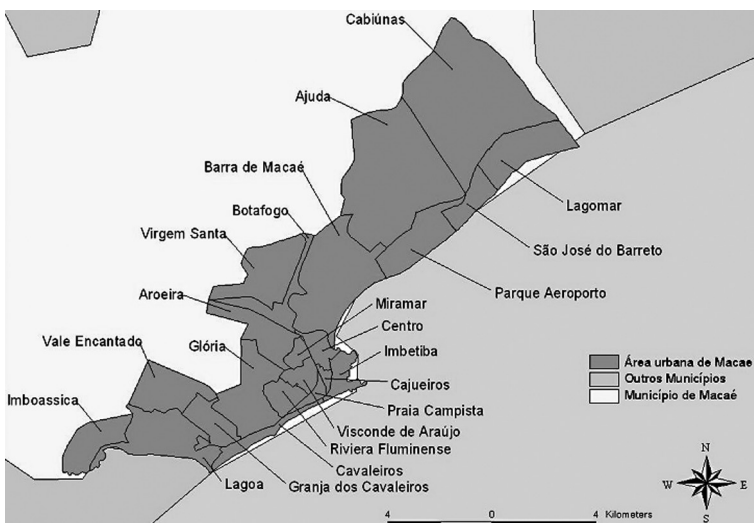 Cabiúnas
Ajuda
Barra de Macaé
Botafogo
Virgem Santa
Lagomar
São José do Barreto
Aroeira
Parque Aeroporto
Miramar
Centro
Vale Encantado
Glória
Imbetiba
Cajueiros
Imboassica
Praia Campista
Visconde de Araújo
Riviera Fluminense
Cavaleiros
Lagoa
Granja dos Cavaleiros
Área urbana de Macae
Outros Municípios
Município de Macaé
N
W
E
S
4 0 4 Kilometers